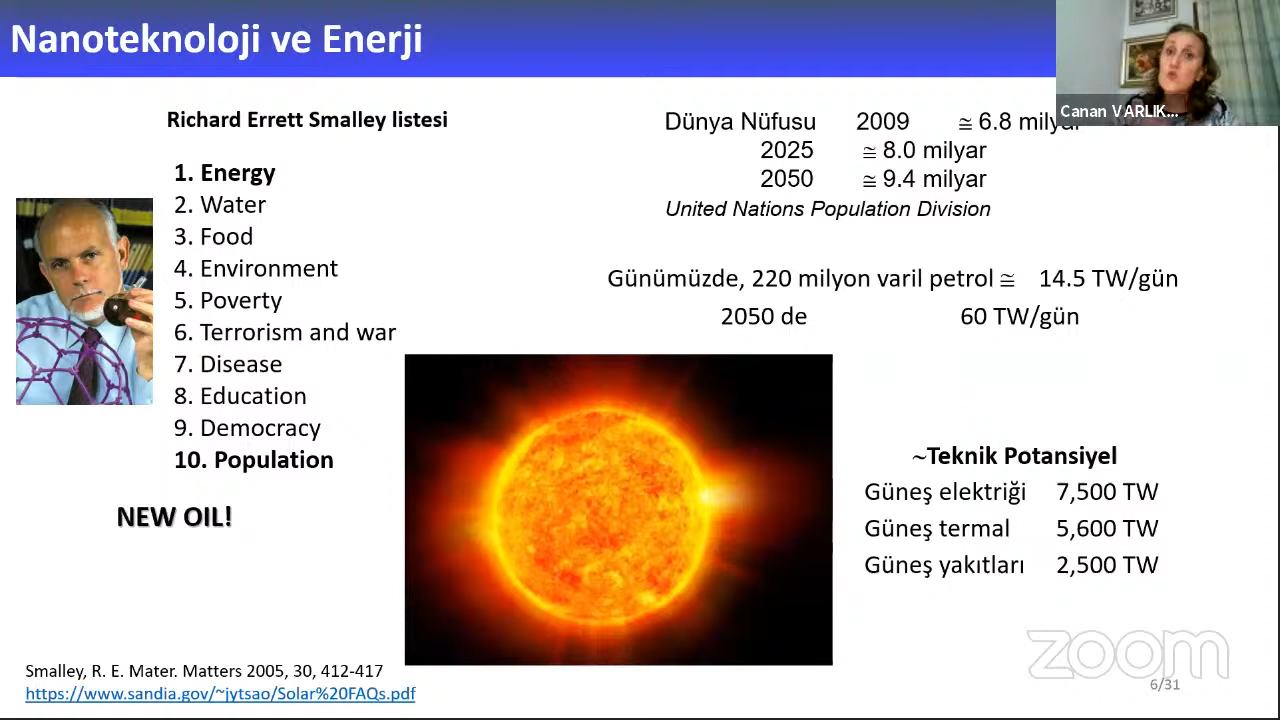 Nanoteknoloji ve Enerji
Canan VARLIK...
Richard Errett Smalley listesi
1. Energy
2. Water
3. Food
4. Environment
5. Poverty
6. Terrorism and war
7. Disease
8. Education
9. Democracy
10. Population
NEW OIL!
Dünya Nüfusu 2009 ≅ 6.8 milyar
2025 ≅ 8.0 milyar
2050 ≅ 9.4 milyar
United Nations Population Division
Günümüzde, 220 milyon varil petrol ≅ 14.5 TW/gün
2050 de 60 TW/gün
~Teknik Potansiyel
Güneş elektriği 7,500 TW
Güneş termal 5,600 TW
Güneş yakıtları 2,500 TW
Smalley, R. E. Mater. Matters 2005, 30, 412-417
https://www.sandia.gov/~jytsao/Solar%20FAQs.pdf
zoom
6/31